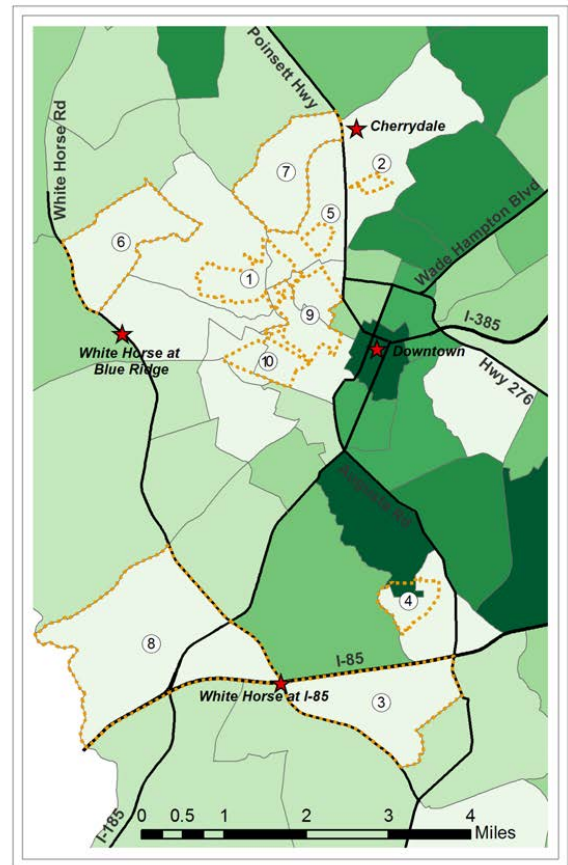 Poinsett Hwy
White Horse Rd
Cherrydale
2
7
5
Wade Hampton Blvd
6
1
I-385
9
White Horse at
Blue Ridge
10
Downtown
Hwy 276
Augusta Rd
4
8
I-85
White Horse at I-85
3
I-185
0 0.5 1 2 3 4
Miles